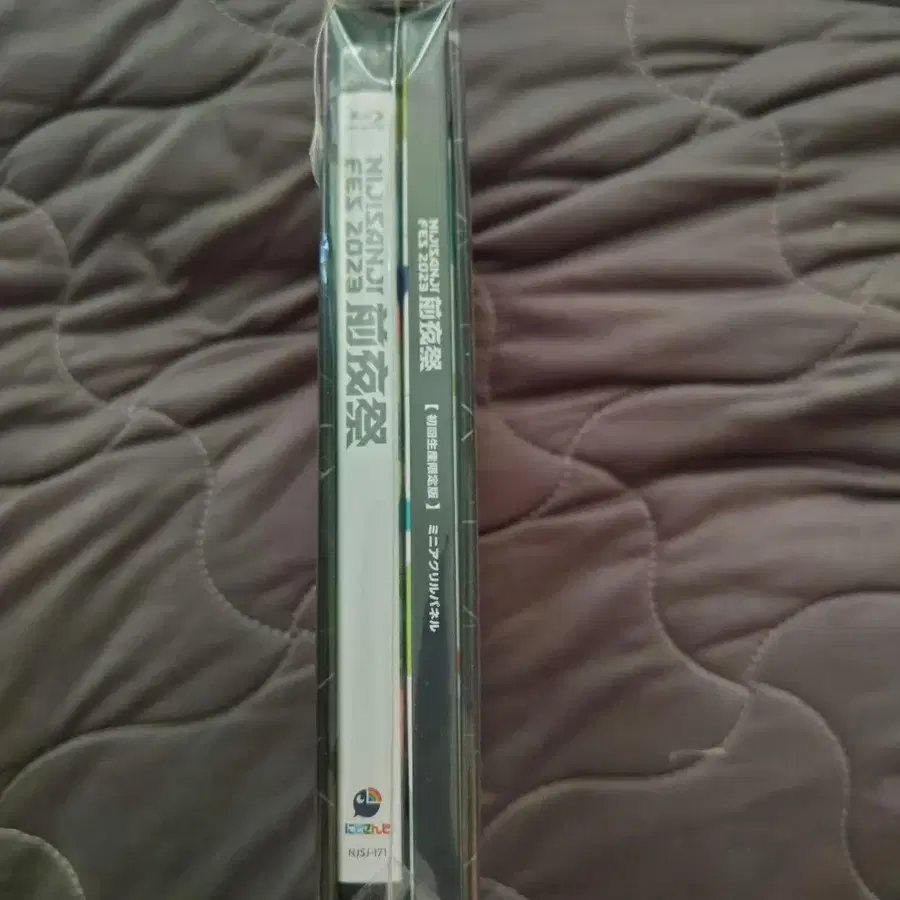 NIJISANJI
FES 2023 前夜祭
にじさんじ
NJSJ-171
NIJISANJI
FES 2023 前夜祭
【初回生産限定版】 ミニアクリルパネル